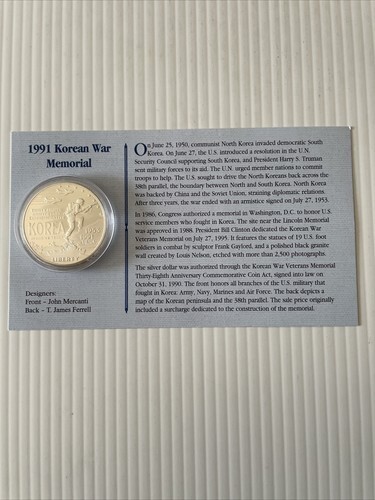 1991 Korean War
Memorial
KOREA
LIBERTY
Designers:
Front – John Mercanti
Back – T. James Ferrell
On June 25, 1950, communist North Korea invaded democratic South
Korea. On June 27, the U.S. introduced a resolution in the U.N.
Security Council supporting South Korea, and President Harry S. Truman
sent military forces to its aid. The U.N. urged member nations to commit
troops to help. The U.S. sought to drive the North Koreans back across the
38th parallel, the boundary between North and South Korea. North Korea
was backed by China and the Soviet Union, straining diplomatic relations.
After three years, the war ended with an armistice signed on July 27, 1953.
In 1986, Congress authorized a memorial in Washington, D.C. to honor U.S.
service members who fought in Korea. The site near the Lincoln Memorial
was approved in 1988. President Bill Clinton dedicated the Korean War
Veterans Memorial on July 27, 1995. It features the statues of 19 U.S. foot
soldiers in combat by sculptor Frank Gaylord, and a polished black granite
wall created by Louis Nelson, etched with more than 2,500 photographs.
The silver dollar was authorized through the Korean War Veterans Memorial
Thirty-Eighth Anniversary Commemorative Coin Act, signed into law on
October 31, 1990. The front honors all branches of the U.S. military that
fought in Korea: Army, Navy, Marines and Air Force. The back depicts a
map of the Korean peninsula and the 38th parallel. The sale price originally
included a surcharge dedicated to the construction of the memorial.